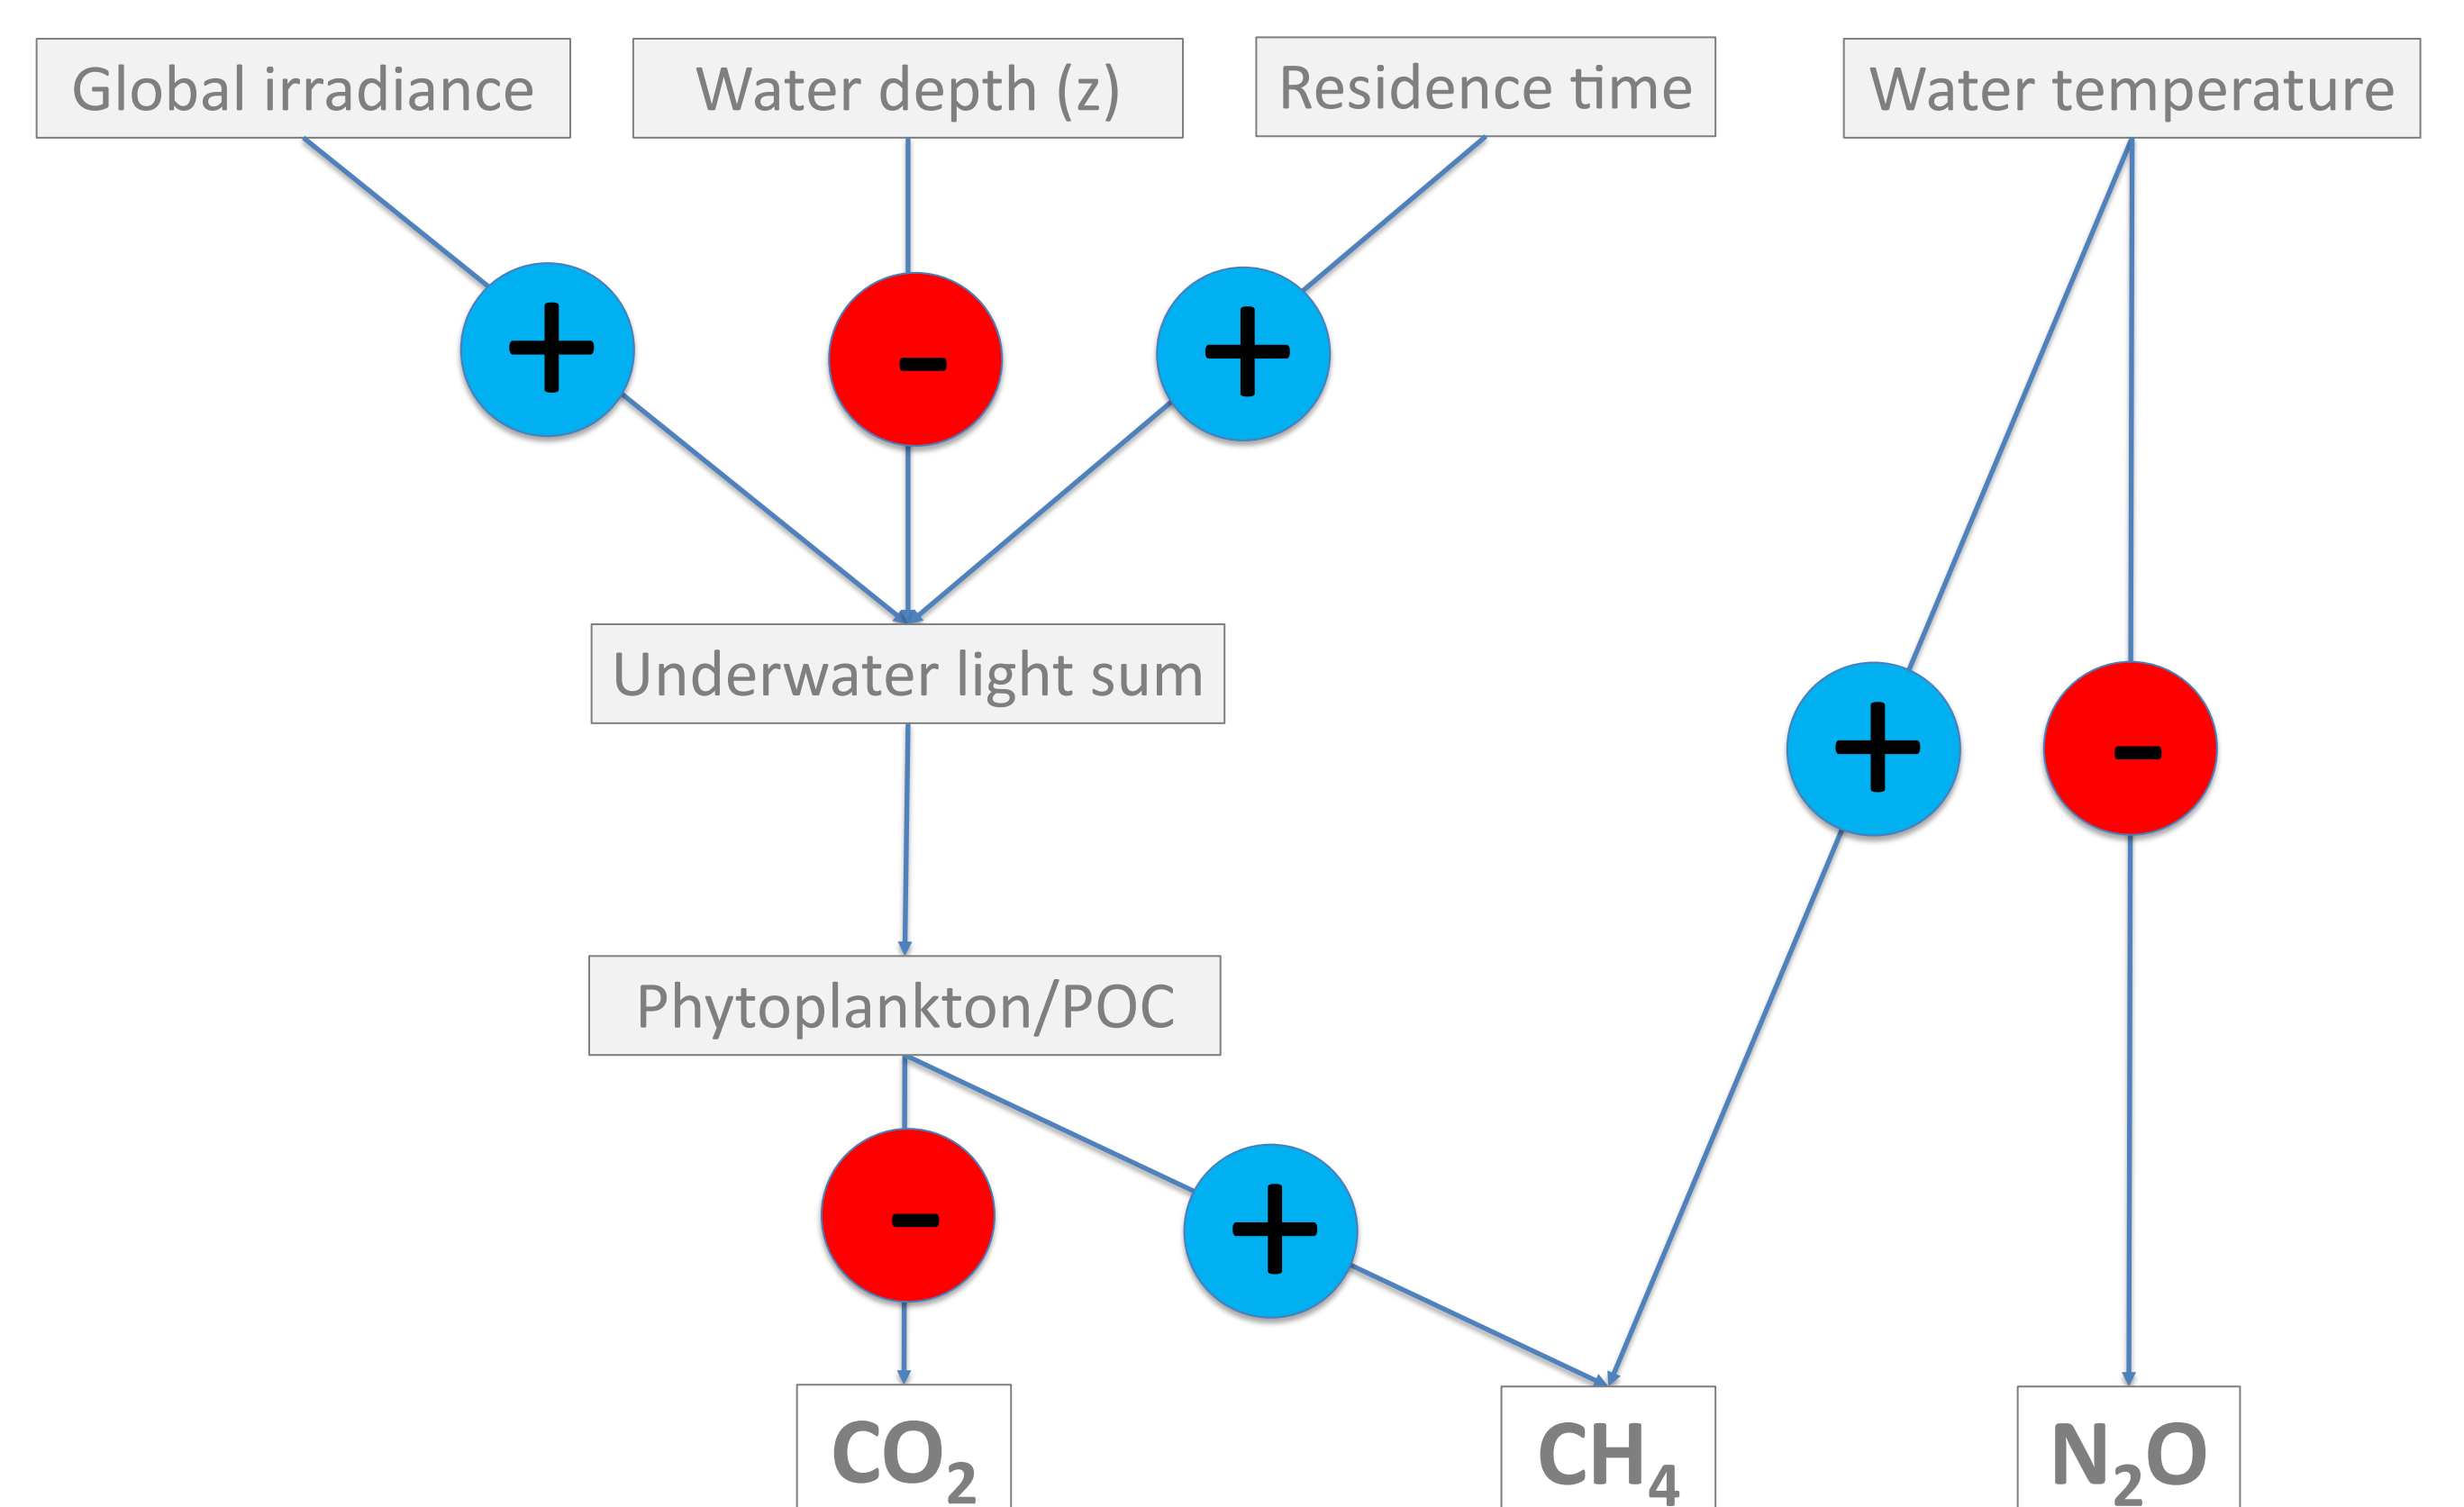 Global irradiance
Water depth (z)
Residence time
Water temperature
+
-
+
Underwater light sum
+
-
Phytoplankton/POC
-
+
CO₂
CH₄
N₂O